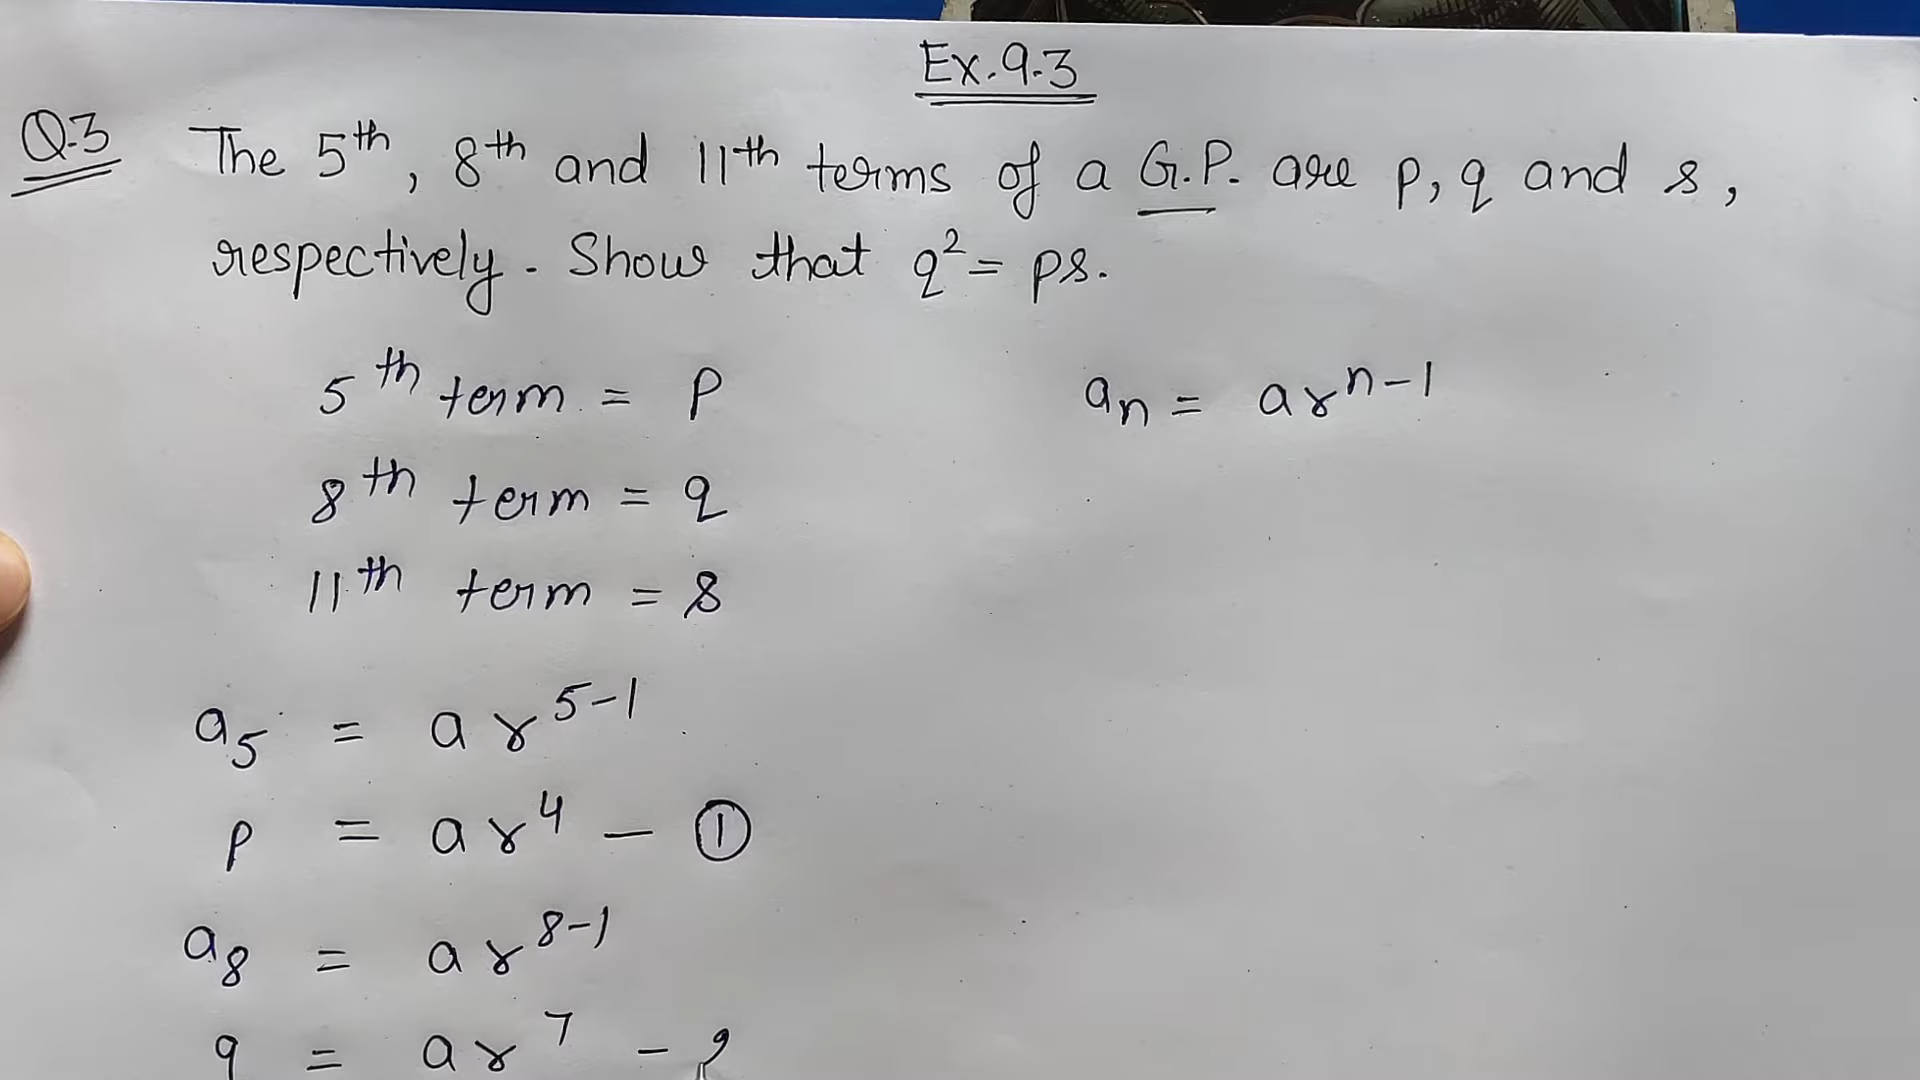 Ex.9.3
Q.3 The 5th, 8th and 11th terms of a G.P. are p, q and s,
respectively. Show that q² = ps.
5th term = p
aₙ = arⁿ⁻¹
8th term = q
11th term = s
a₅ = ar⁵⁻¹
p = ar⁴ — ①
a₈ = ar⁸⁻¹
q = ar⁷ –